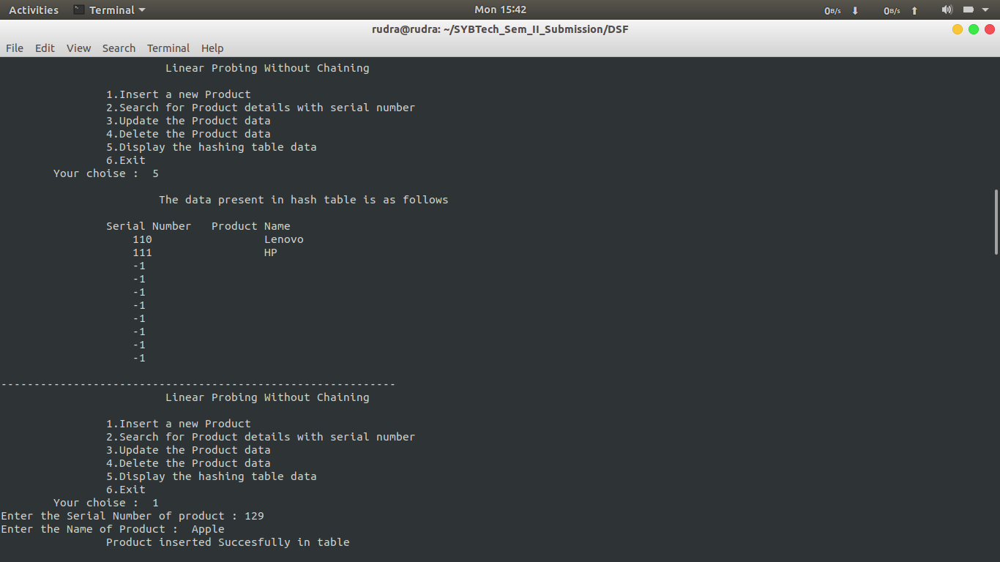 Activities Terminal Mon 15:42 0B/s 0B/s
rudra@rudra: ~/SYBTech_Sem_II_Submission/DSF
File Edit View Search Terminal Help
Linear Probing Without Chaining
1.Insert a new Product
2.Search for Product details with serial number
3.Update the Product data
4.Delete the Product data
5.Display the hashing table data
6.Exit
Your choise : 5
The data present in hash table is as follows
Serial Number Product Name
110 Lenovo
111 HP
-1
-1
-1
-1
-1
-1
-1
-1
------------------------------------------------------------
Linear Probing Without Chaining
1.Insert a new Product
2.Search for Product details with serial number
3.Update the Product data
4.Delete the Product data
5.Display the hashing table data
6.Exit
Your choise : 1
Enter the Serial Number of product : 129
Enter the Name of Product : Apple
Product inserted Succesfully in table